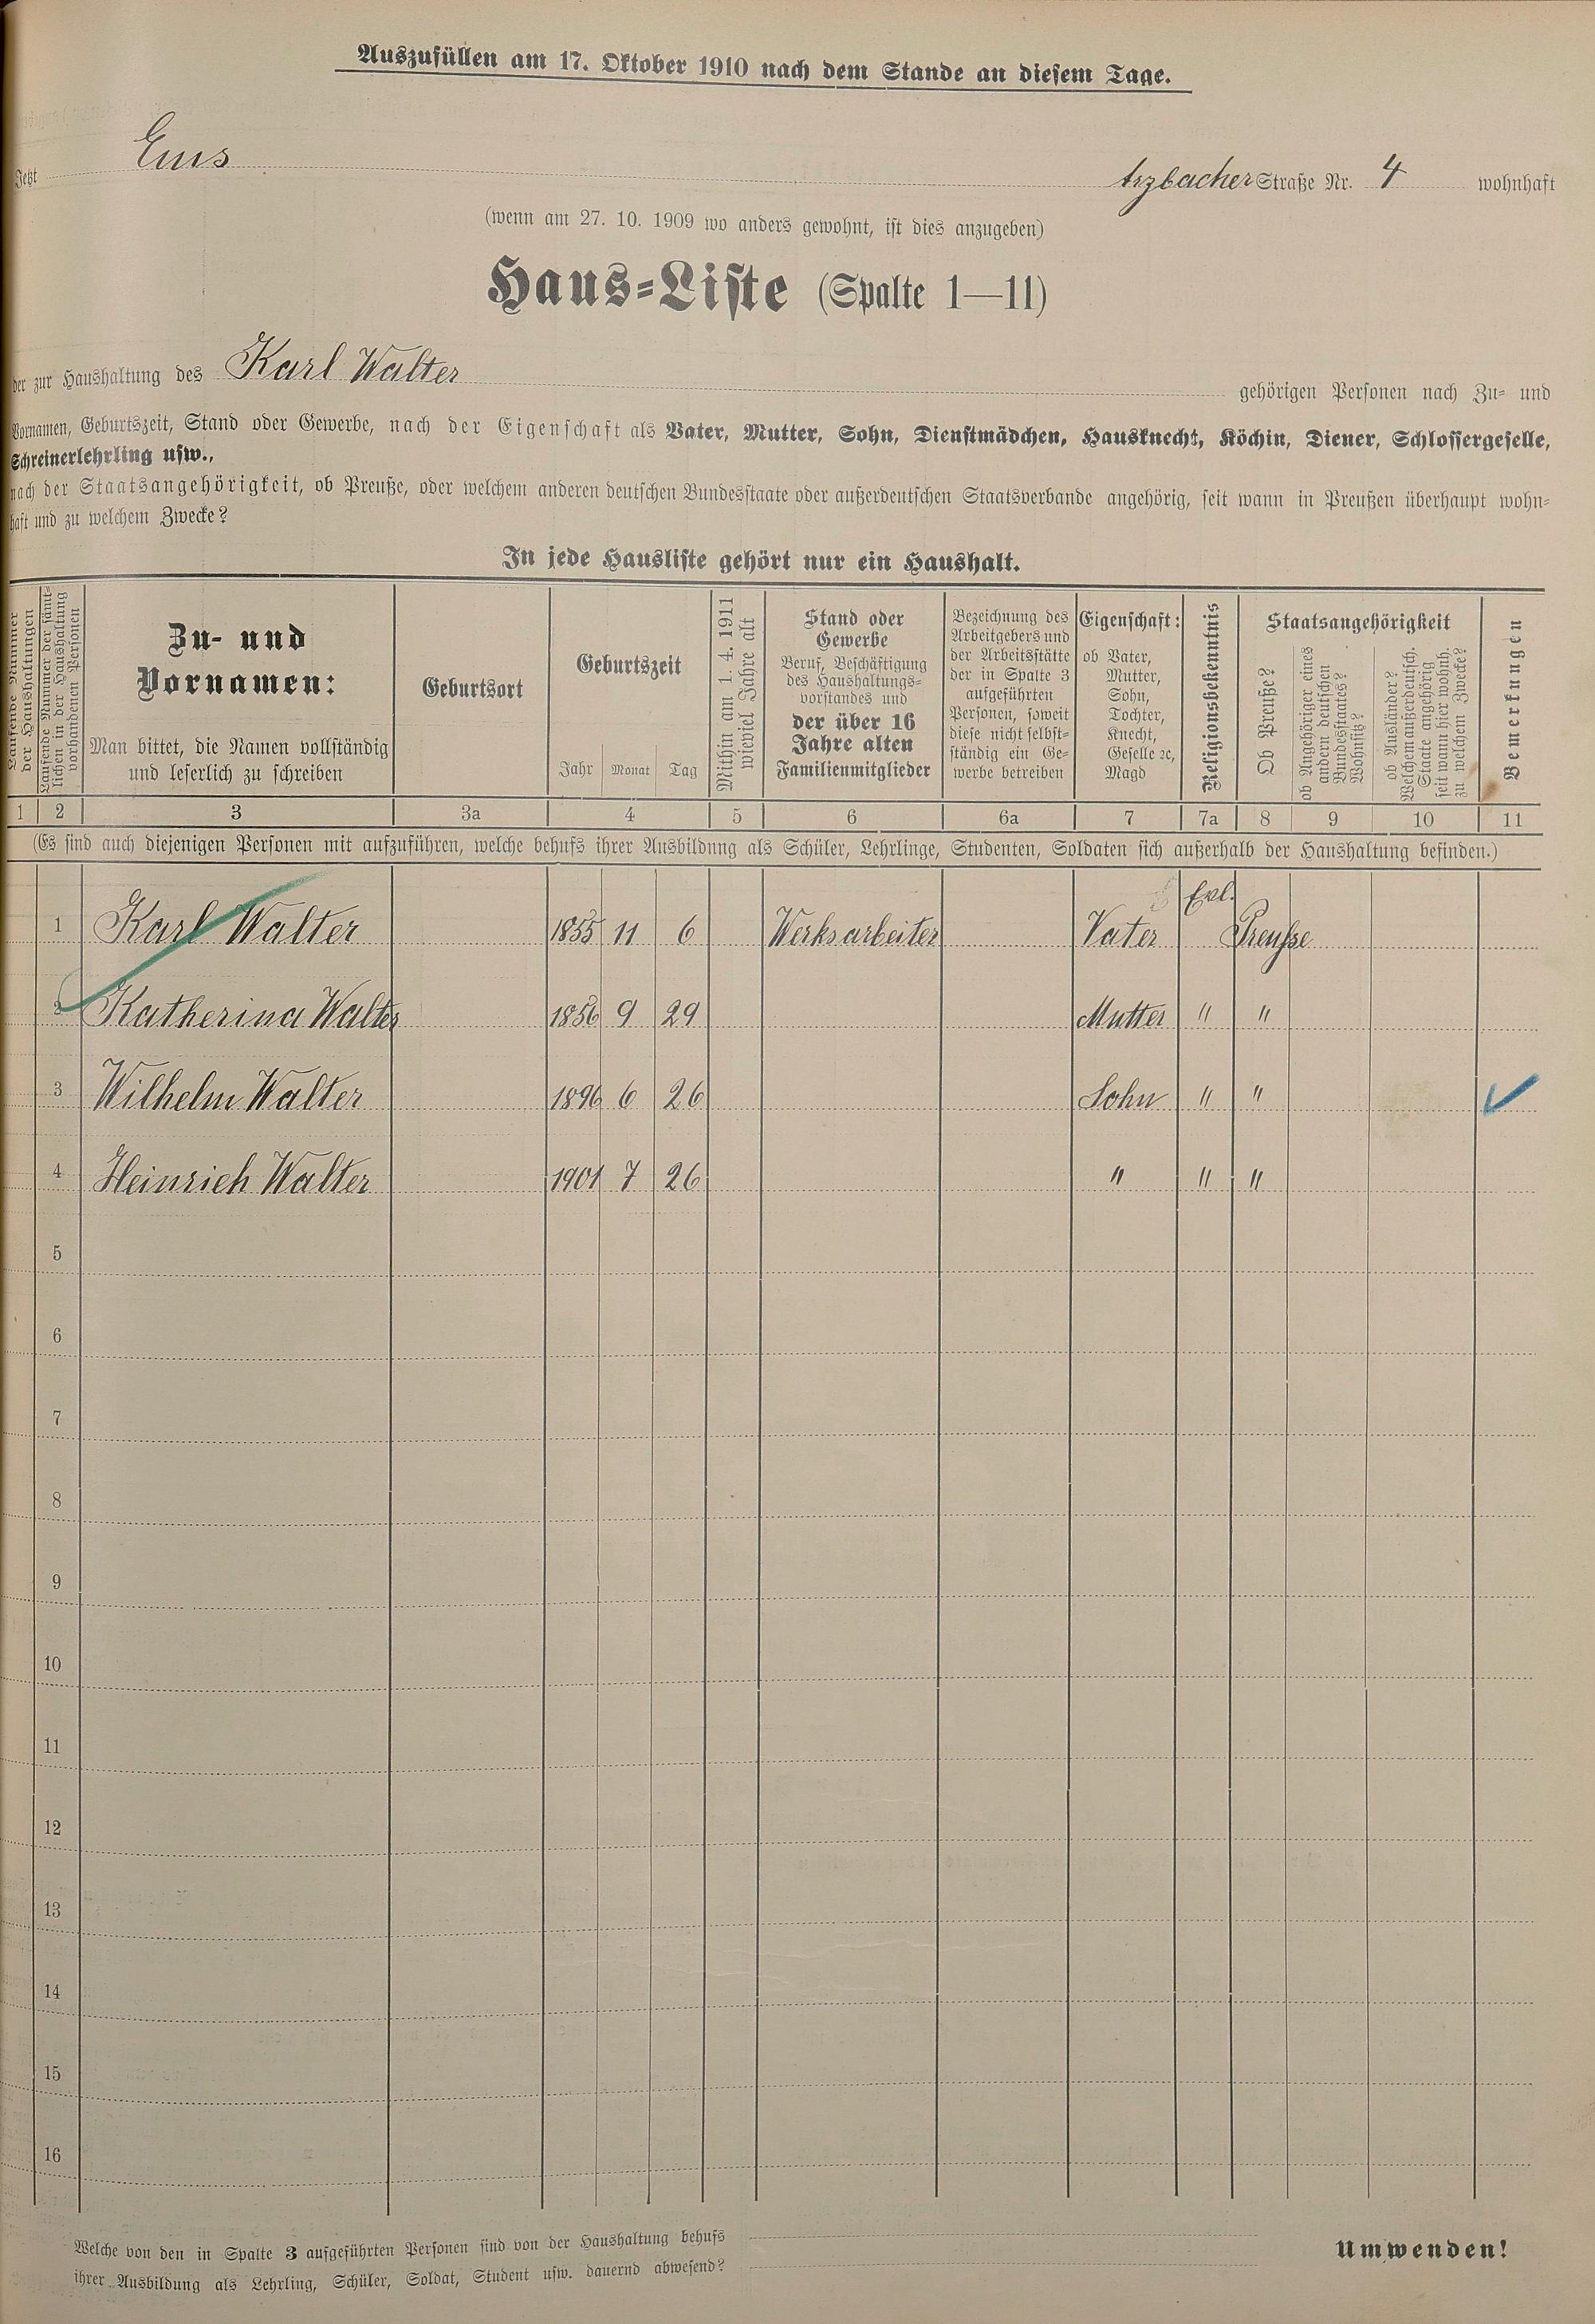 Auszufüllen am 17. Oktober 1910 nach dem Stande an diesem Tage.
Jetzt Ems Arzbacher Straße Nr. 4 wohnhaft
(wenn am 27. 10. 1909 wo anders gewohnt, ist dies anzugeben)
Haus-Liste (Spalte 1—11)
der zur Haushaltung des Karl Walter gehörigen Personen nach Zu- und
Vornamen, Geburtszeit, Stand oder Gewerbe, nach der Eigenschaft als Vater, Mutter, Sohn, Dienstmädchen, Hausknecht, Köchin, Diener, Schlossergeselle,
Schreinerlehrling usw.,
nach der Staatsangehörigkeit, ob Preuße, oder welchem anderen deutschen Bundesstaate oder außerdeutschen Staatsverbande angehörig, seit wann in Preußen überhaupt wohn-
haft und zu welchem Zwecke?
In jede Hausliste gehört nur ein Haushalt.
Laufende Nummer
der Haushaltungen
Laufende Nummer der sämt-
lichen in der Haushaltung
vorhandenen Personen
Zu- und
Vornamen:
Man bittet, die Namen vollständig
und leserlich zu schreiben
Geburtsort
Geburtszeit
Jahr Monat Tag
Mithin am 1. 4. 1911
wieviel Jahre alt
Stand oder
Gewerbe
Beruf, Beschäftigung
des Haushaltungs-
vorstandes und
der über 16
Jahre alten
Familienmitglieder
Bezeichnung des
Arbeitgebers und
der Arbeitsstätte
der in Spalte 3
aufgeführten
Personen, soweit
diese nicht selbst-
ständig ein Ge-
werbe betreiben
Eigenschaft:
ob Vater,
Mutter,
Sohn,
Tochter,
Knecht,
Geselle ꝛc,
Magd
Religionsbekenntnis
Staatsangehörigkeit
Ob Preuße?
ob Angehöriger eines
andern deutschen
Bundesstaates?
Wohnsitz?
ob Ausländer?
Welchem außerdeutsch.
Staate angehörig
seit wann hier wohnh.
zu welchem Zwecke?
Bemerkungen
1 2 3 3a 4 5 6 6a 7 7a 8 9 10 11
(Es sind auch diejenigen Personen mit aufzuführen, welche behufs ihrer Ausbildung als Schüler, Lehrlinge, Studenten, Soldaten sich außerhalb der Haushaltung befinden.)
1 Karl Walter 1855 11 6 Werksarbeiter Vater Evl. Preuße
2 Katherina Walter 1856 9 29 Mutter " "
3 Wilhelm Walter 1896 6 26 Sohn " "
4 Heinrich Walter 1901 7 26 " " "
5
6
7
8
9
10
11
12
13
14
15
16
Welche von den in Spalte 3 aufgeführten Personen sind von der Haushaltung behufs
ihrer Ausbildung als Lehrling, Schüler, Soldat, Student usw. dauernd abwesend?
Umwenden!